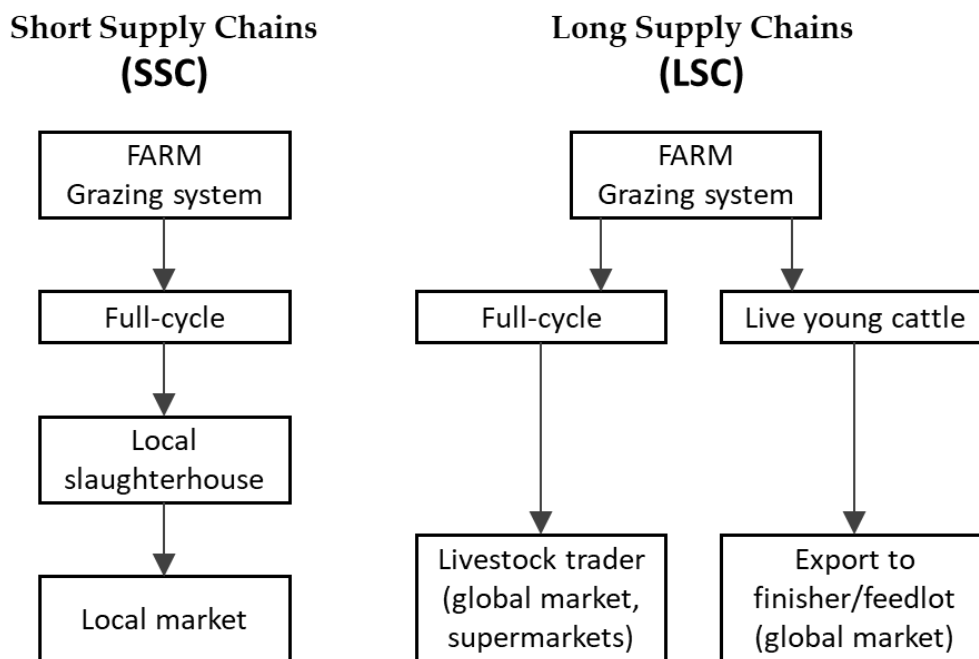 Short Supply Chains
(SSC)
FARM
Grazing system
Full-cycle
Local
slaughterhouse
Local market
Long Supply Chains
(LSC)
FARM
Grazing system
Full-cycle
Livestock trader
(global market,
supermarkets)
Live young cattle
Export to
finisher/feedlot
(global market)